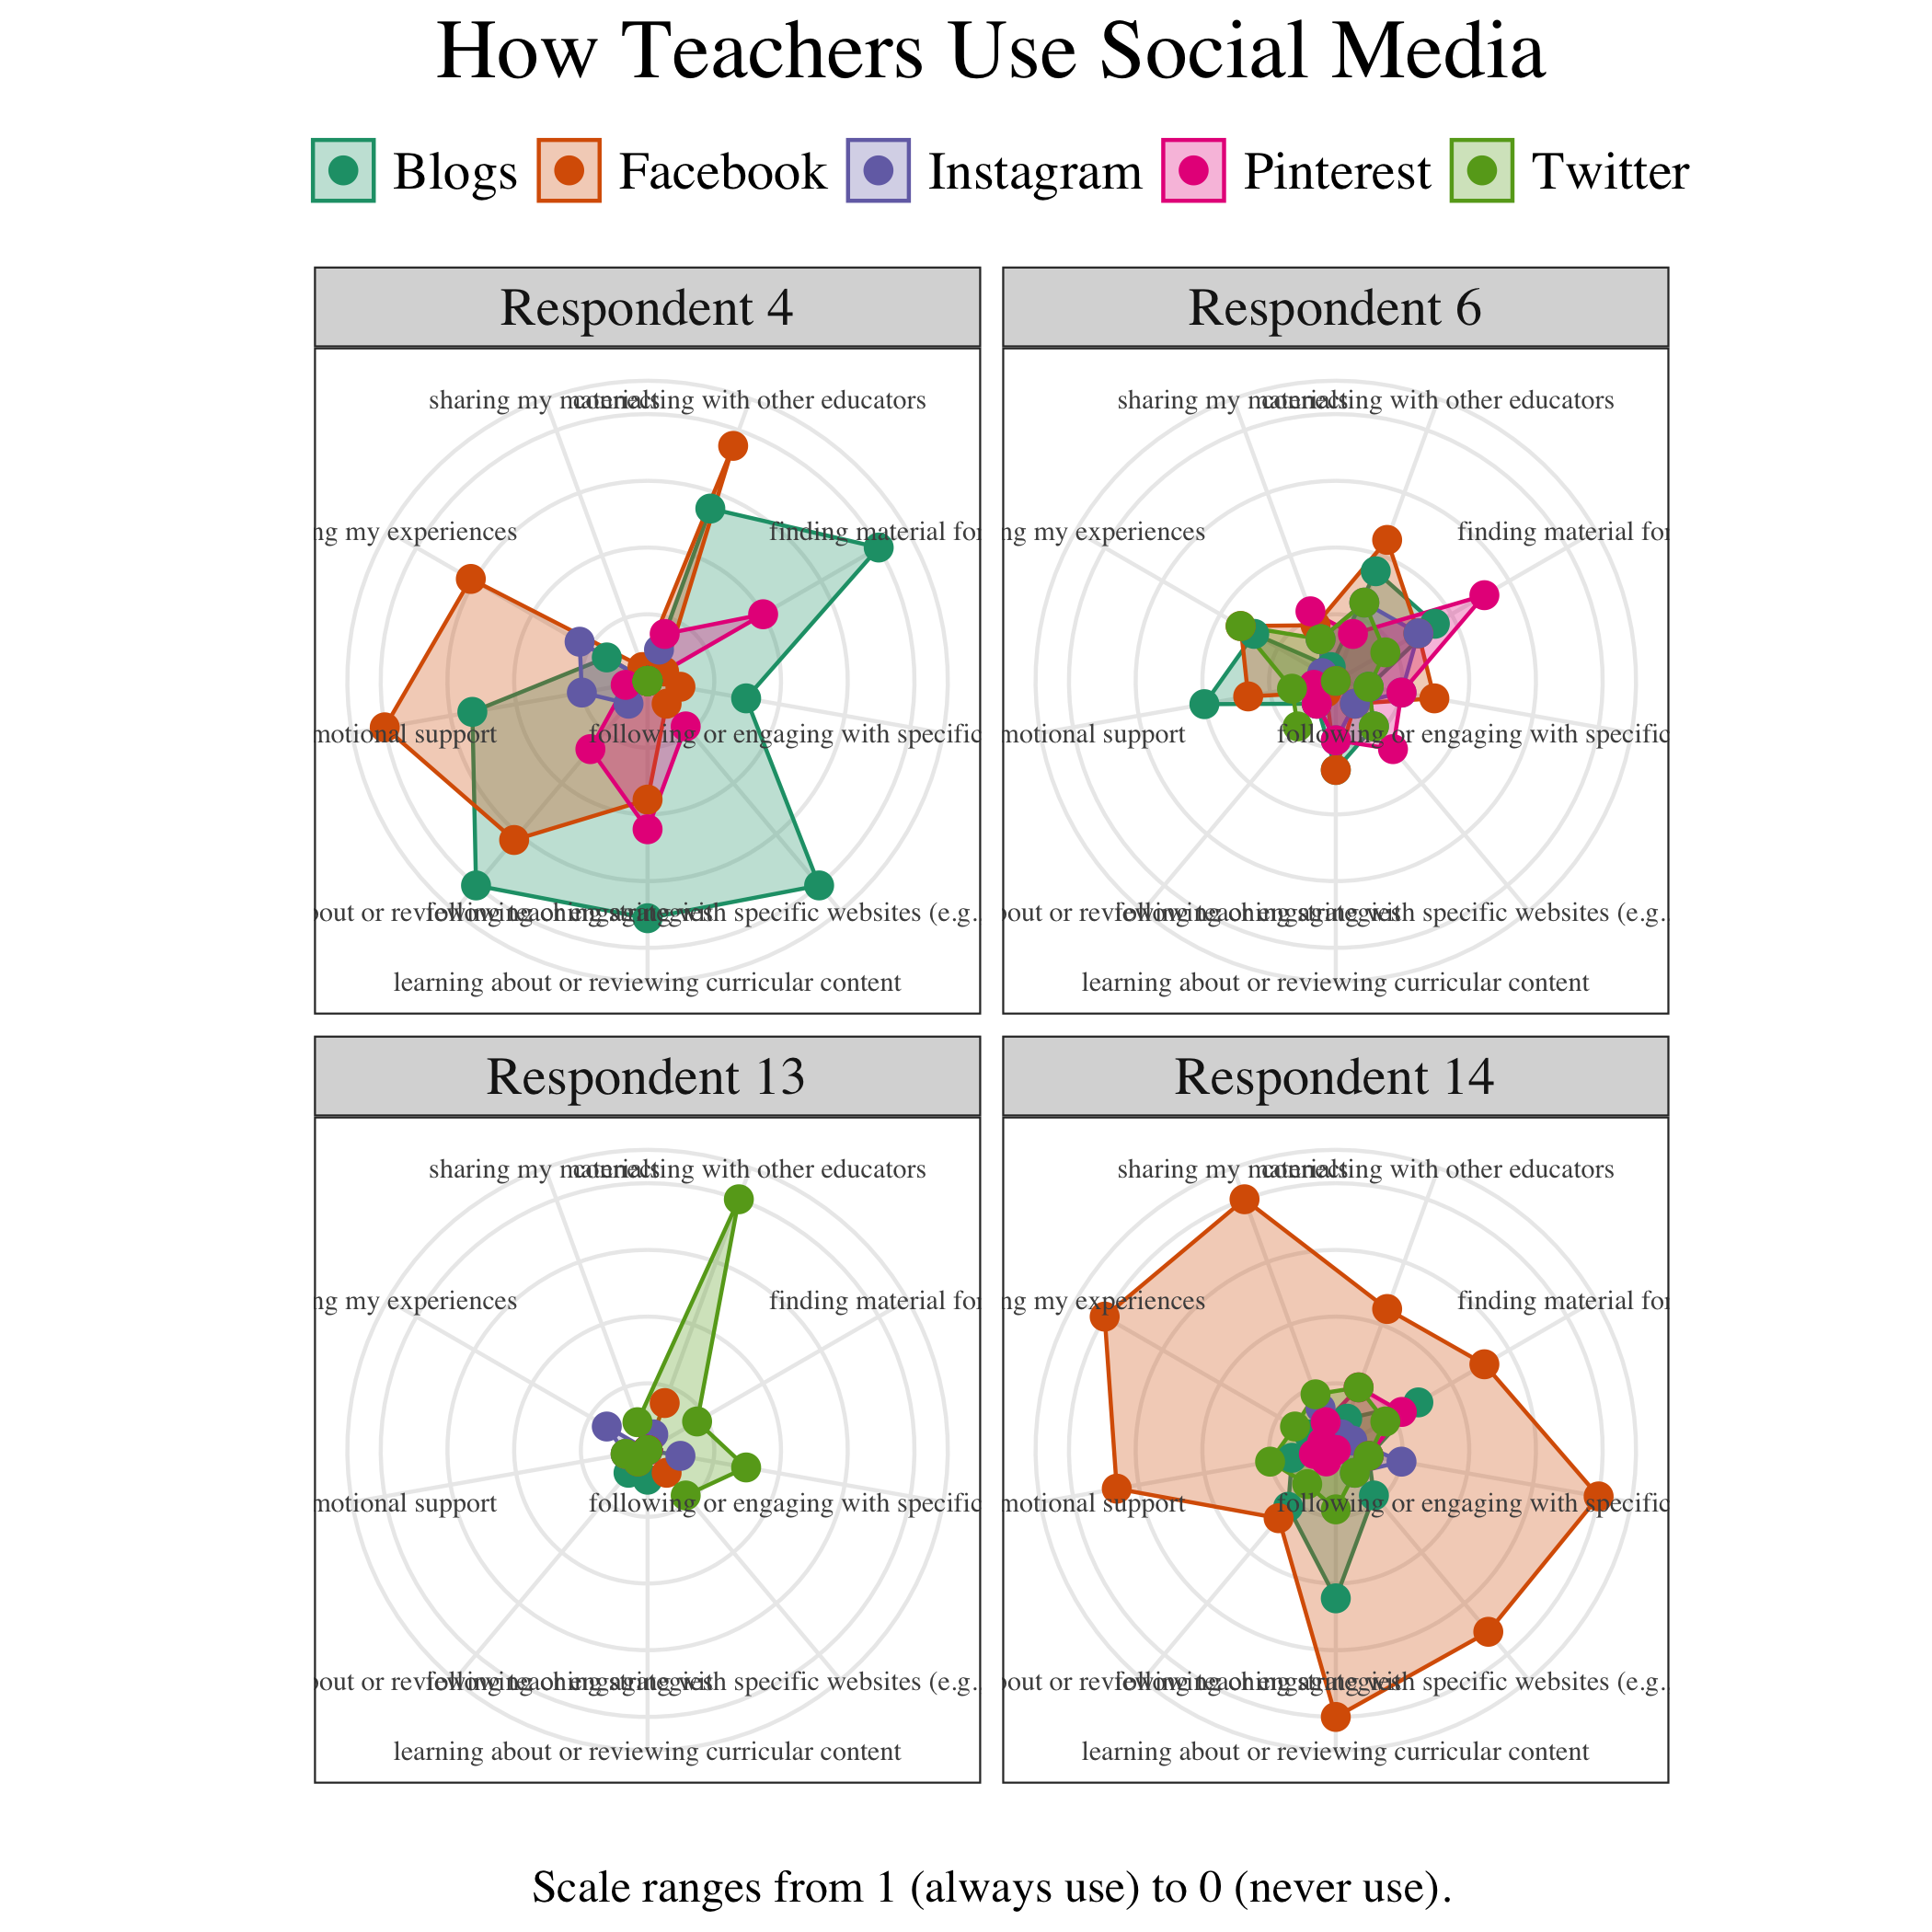 How Teachers Use Social Media
Blogs Facebook Instagram Pinterest Twitter
Respondent 4
sharing my materials connecting with other educators
ng my experiences finding material for
motional support following or engaging with specific
bout or reviewing teaching strategies following or engaging with specific websites (e.g.
learning about or reviewing curricular content
Respondent 6
sharing my materials connecting with other educators
ng my experiences finding material for
motional support following or engaging with specific
bout or reviewing teaching strategies following or engaging with specific websites (e.g.
learning about or reviewing curricular content
Respondent 13
sharing my materials connecting with other educators
ng my experiences finding material for
motional support following or engaging with specific
bout or reviewing teaching strategies following or engaging with specific websites (e.g.
learning about or reviewing curricular content
Respondent 14
sharing my materials connecting with other educators
ng my experiences finding material for
motional support following or engaging with specific
bout or reviewing teaching strategies following or engaging with specific websites (e.g.
learning about or reviewing curricular content
Scale ranges from 1 (always use) to 0 (never use).